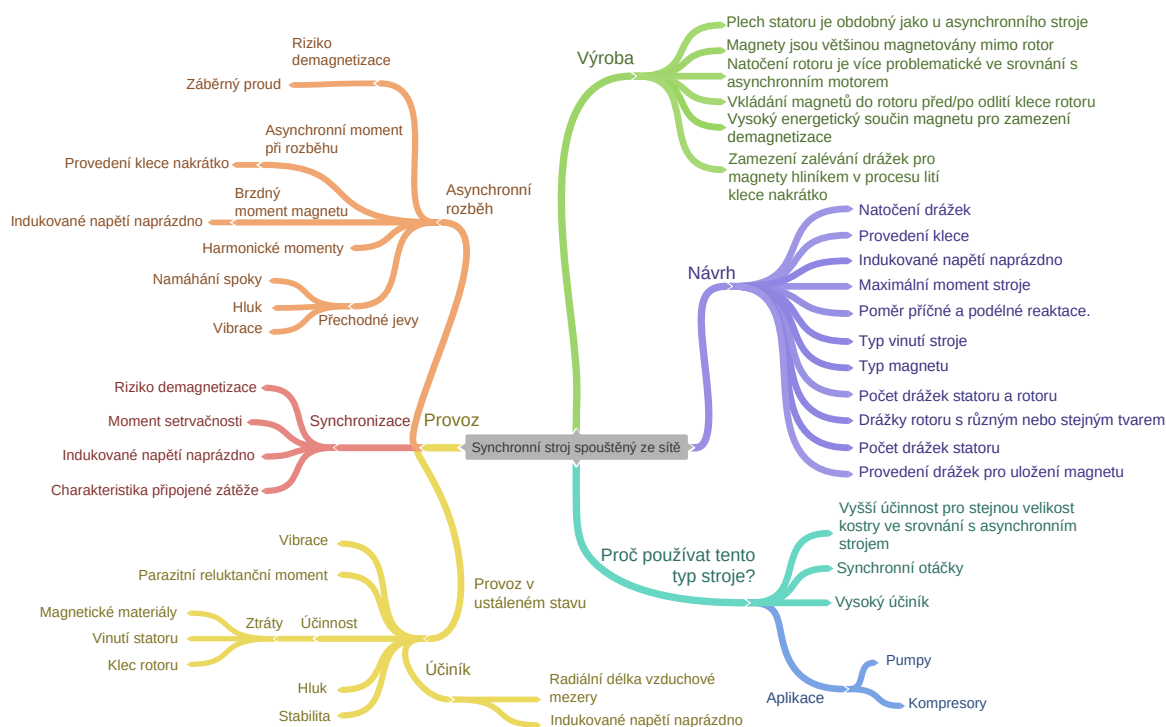 Synchronní stroj spouštěný ze sítě
Výroba
Plech statoru je obdobný jako u asynchronního stroje
Magnety jsou většinou magnetovány mimo rotor
Natočení rotoru je více problematické ve srovnání s
asynchronním motorem
Vkládání magnetů do rotoru před/po odlití klece rotoru
Vysoký energetický součin magnetu pro zamezení
demagnetizace
Zamezení zalévání drážek pro
magnety hliníkem v procesu lití
klece nakrátko
Návrh
Natočení drážek
Provedení klece
Indukované napětí naprázdno
Maximální moment stroje
Poměr příčné a podélné reaktace.
Typ vinutí stroje
Typ magnetu
Počet drážek statoru a rotoru
Drážky rotoru s různým nebo stejným tvarem
Počet drážek statoru
Provedení drážek pro uložení magnetu
Proč používat tento
typ stroje?
Vyšší účinnost pro stejnou velikost
kostry ve srovnání s asynchronním
strojem
Synchronní otáčky
Vysoký účiník
Aplikace
Pumpy
Kompresory
Provoz
Asynchronní
rozběh
Riziko
demagnetizace
Záběrný proud
Asynchronní moment
při rozběhu
Provedení klece nakrátko
Brzdný
moment magnetu
Indukované napětí naprázdno
Harmonické momenty
Přechodné jevy
Namáhání spoky
Hluk
Vibrace
Synchronizace
Riziko demagnetizace
Moment setrvačnosti
Indukované napětí naprázdno
Charakteristika připojené zátěže
Provoz v
ustáleném stavu
Vibrace
Parazitní reluktanční moment
Účinnost
Ztráty
Magnetické materiály
Vinutí statoru
Klec rotoru
Hluk
Stabilita
Účiník
Radiální délka vzduchové
mezery
Indukované napětí naprázdno